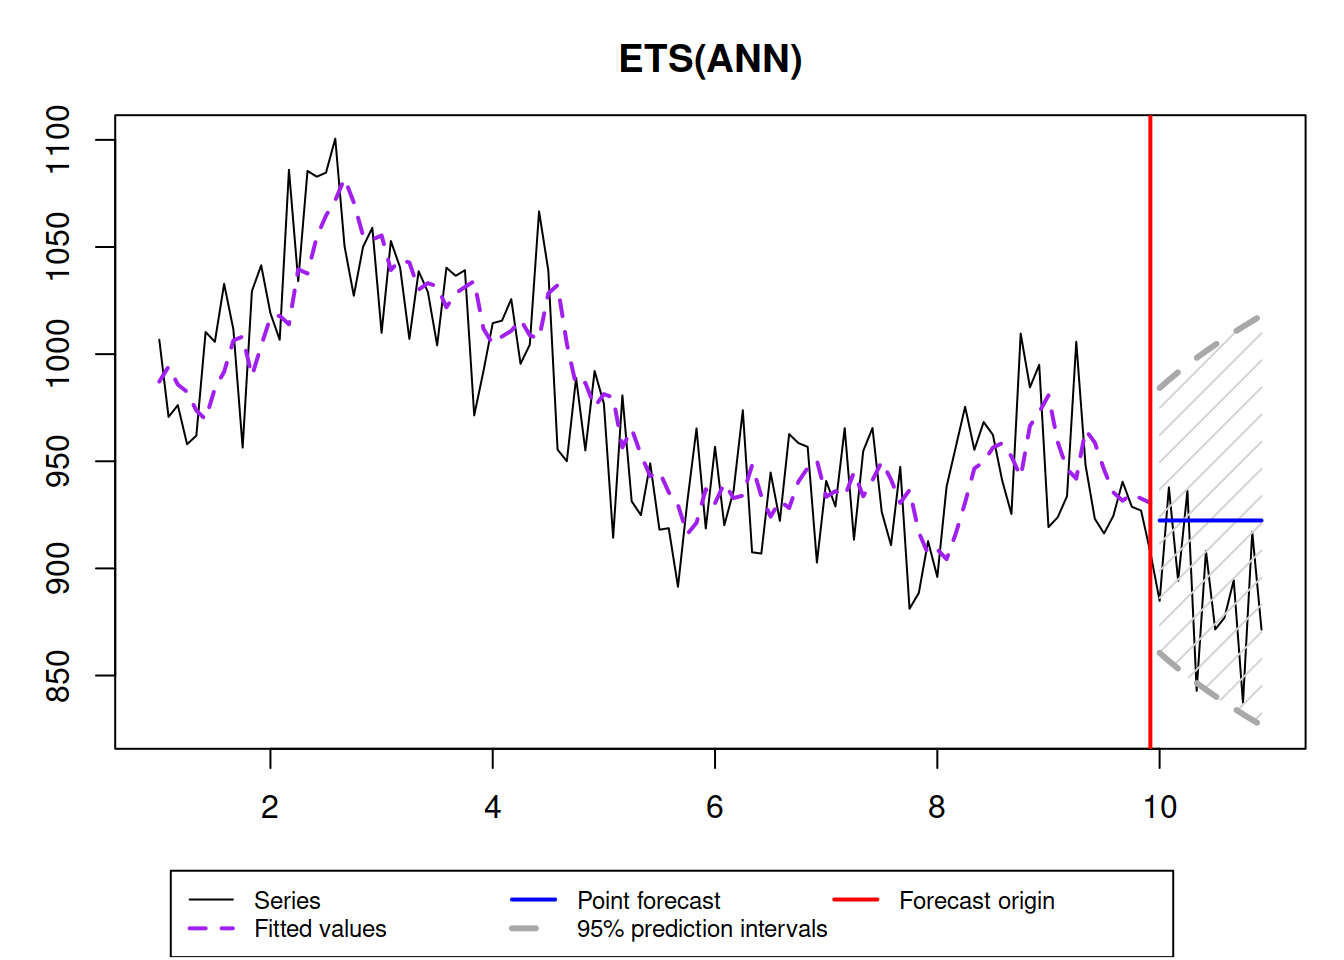 ETS(ANN)
1100
1050
1000
950
900
850
2 4 6 8 10
Series Point forecast Forecast origin
Fitted values 95% prediction intervals